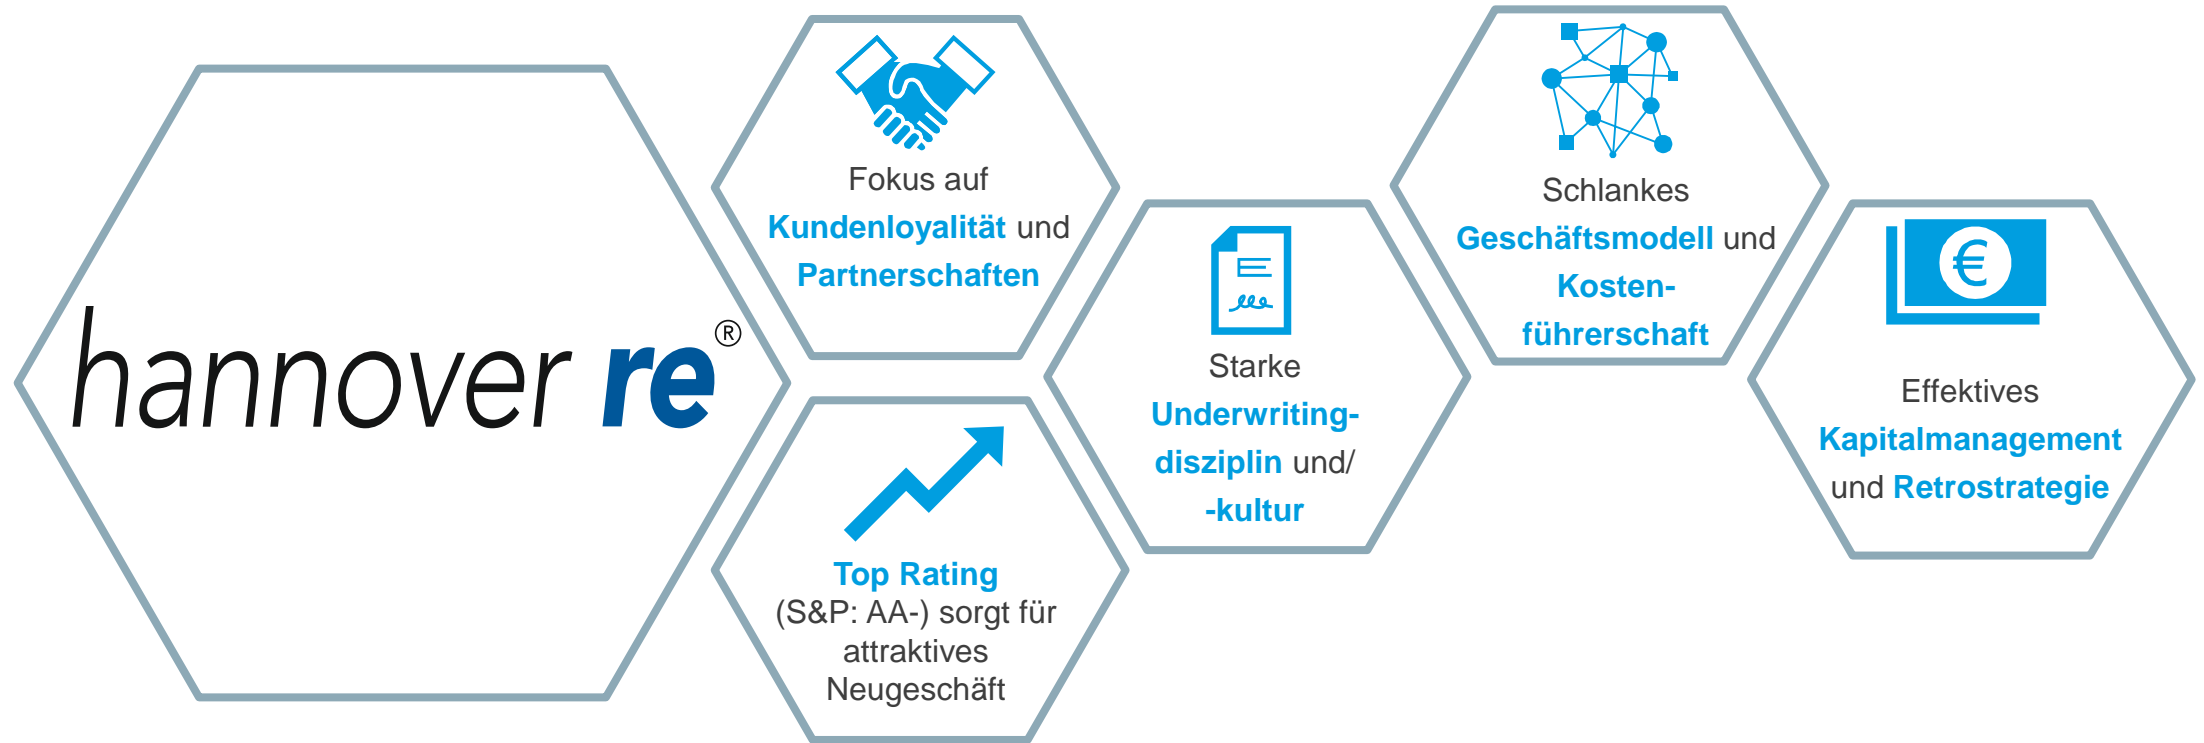 hannover re®
Fokus auf
Kundenloyalität und
Partnerschaften
Top Rating
(S&P: AA-) sorgt für
attraktives
Neugeschäft
Starke
Underwriting-
disziplin und/
-kultur
Schlankes
Geschäftsmodell und
Kosten-
führerschaft
€
Effektives
Kapitalmanagement
und Retrostrategie